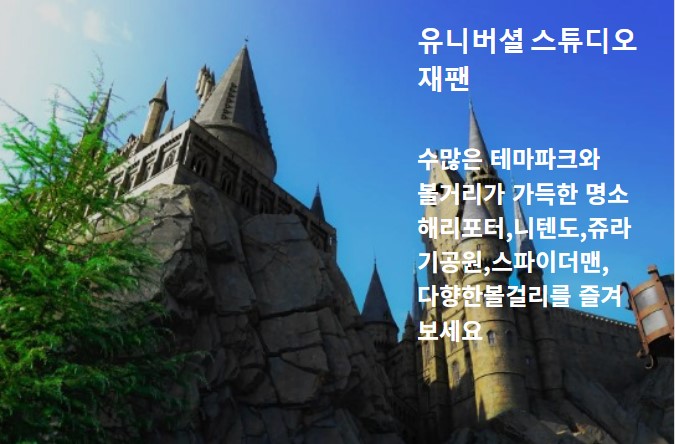 유니버셜 스튜디오
재팬
수많은 테마파크와
볼거리가 가득한 명소
해리포터,니텐도,쥬라
기공원,스파이더맨,
다향한볼걸리를 즐겨
보세요